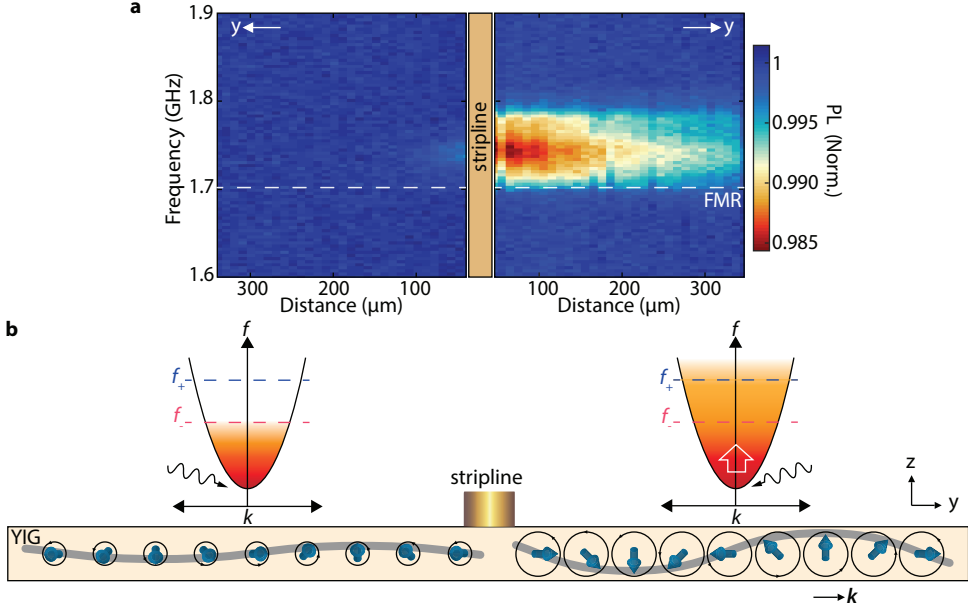 a
1.9
1.8
1.7
1.6
Frequency (GHz)
y
y
stripline
FMR
300
200
100
100
200
300
Distance (µm)
Distance (µm)
1
0.995
0.990
0.985
PL (Norm.)
b
f
f+
f-
k
f
f+
f-
k
stripline
z
y
YIG
k